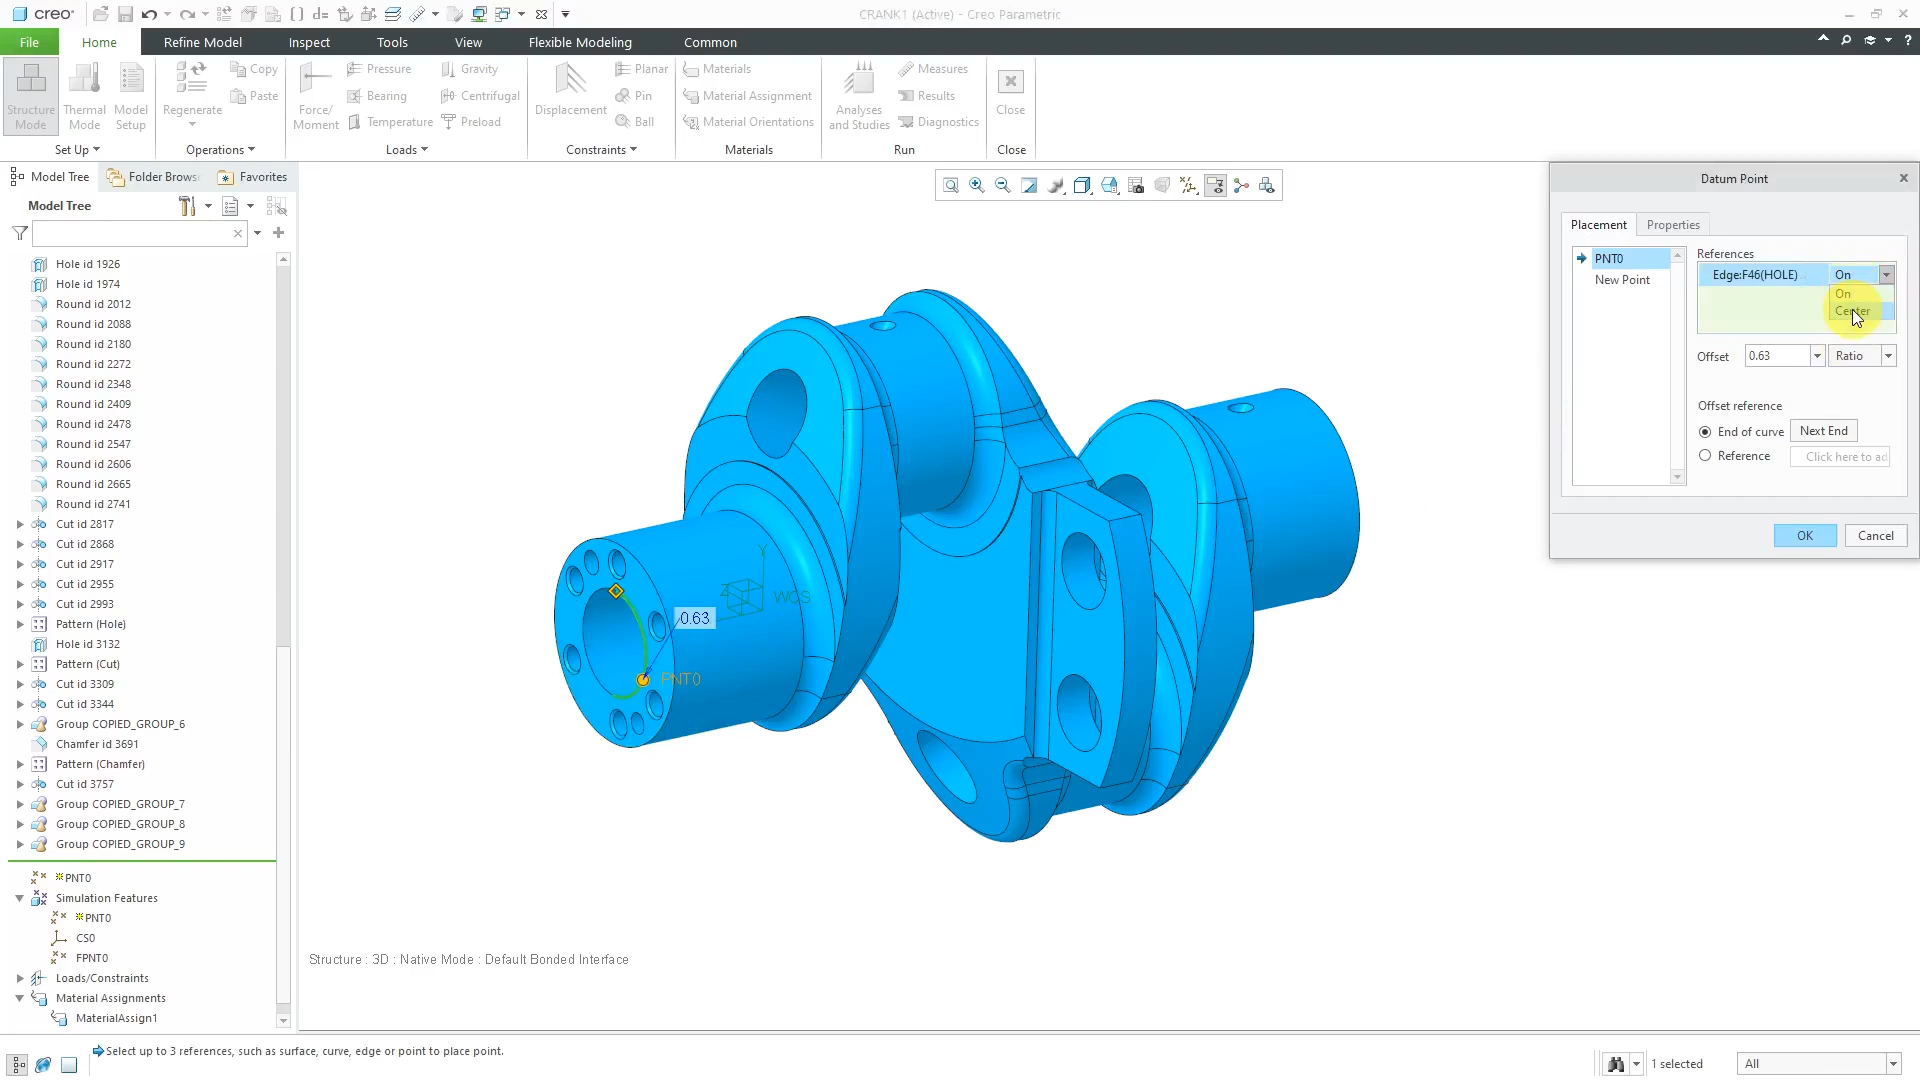 creo
CRANK1 (Active) - Creo Parametric
File
Home
Refine Model
Inspect
Tools
View
Flexible Modeling
Common
Structure
Mode
Thermal
Mode
Model
Setup
Set Up
Regenerate
Copy
Paste
Operations
Force/
Moment
Pressure
Bearing
Temperature
Gravity
Centrifugal
Preload
Loads
Displacement
Planar
Pin
Ball
Constraints
Materials
Material Assignment
Material Orientations
Materials
Analyses
and Studies
Measures
Results
Diagnostics
Run
Close
Close
Model Tree
Folder Brows
Favorites
Model Tree
Hole id 1926
Hole id 1974
Round id 2012
Round id 2088
Round id 2180
Round id 2272
Round id 2348
Round id 2409
Round id 2478
Round id 2547
Round id 2606
Round id 2665
Round id 2741
Cut id 2817
Cut id 2868
Cut id 2917
Cut id 2955
Cut id 2993
Pattern (Hole)
Hole id 3132
Pattern (Cut)
Cut id 3309
Cut id 3344
Group COPIED_GROUP_6
Chamfer id 3691
Pattern (Chamfer)
Cut id 3757
Group COPIED_GROUP_7
Group COPIED_GROUP_8
Group COPIED_GROUP_9
PNT0
Simulation Features
PNT0
CS0
FPNT0
Loads/Constraints
Material Assignments
MaterialAssign1
Y
Z
WCS
0.63
PNT0
Structure : 3D : Native Mode : Default Bonded Interface
Datum Point
Placement
Properties
PNT0
New Point
References
Edge:F46(HOLE)
On
On
Center
Offset
0.63
Ratio
Offset reference
End of curve
Next End
Reference
Click here to ad
OK
Cancel
Select up to 3 references, such as surface, curve, edge or point to place point.
1 selected
All